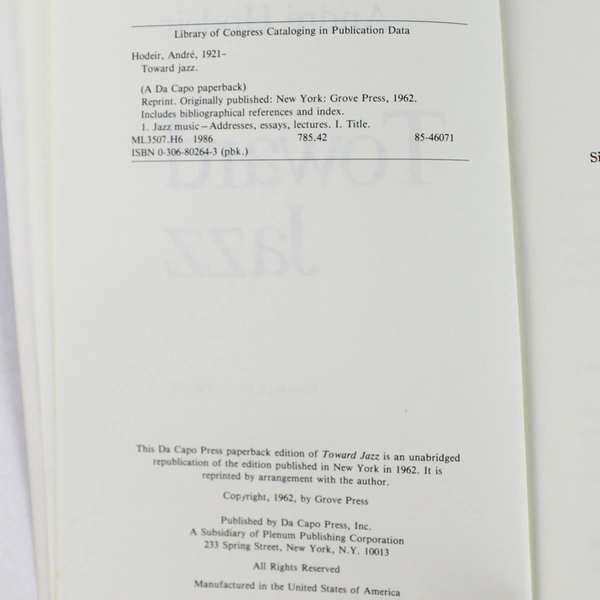 Library of Congress Cataloging in Publication Data
Hodeir, André, 1921–
Toward jazz.
(A Da Capo paperback)
Reprint. Originally published: New York: Grove Press, 1962.
Includes bibliographical references and index.
1. Jazz music—Addresses, essays, lectures. I. Title.
ML3507.H6 1986 785.42 85-46071
ISBN 0-306-80264-3 (pbk.)
Toward
Jazz
This Da Capo Press paperback edition of Toward Jazz is an unabridged
republication of the edition published in New York in 1962. It is
reprinted by arrangement with the author.
Copyright, 1962, by Grove Press
Published by Da Capo Press, Inc.
A Subsidiary of Plenum Publishing Corporation
233 Spring Street, New York, N.Y. 10013
All Rights Reserved
Manufactured in the United States of America